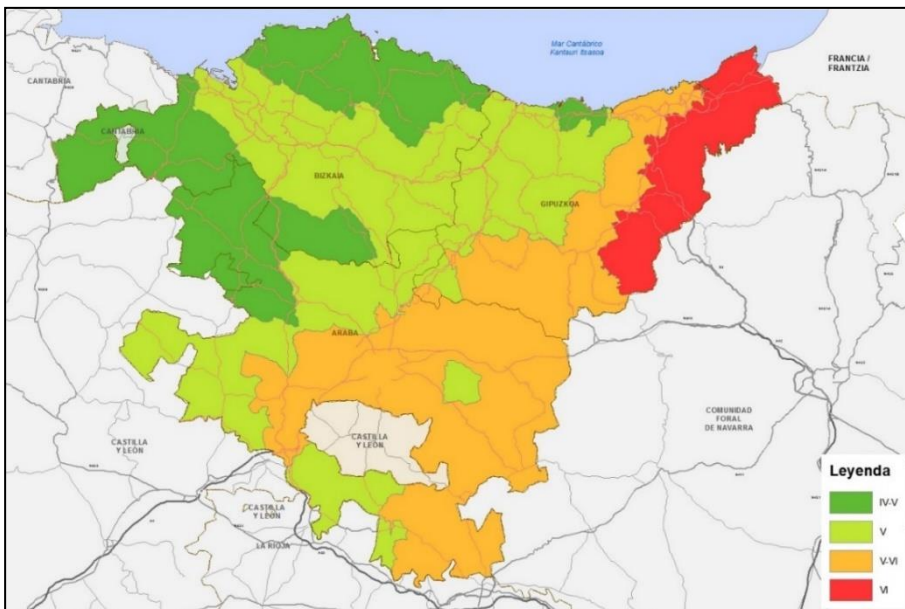 Mar Cantábrico
Kantauri Itsasoa
FRANCIA /
FRANTZIA
CANTABRIA
CANTABRIA
BIZKAIA
GIPUZKOA
ARABA
CASTILLA
Y LEÓN
COMUNIDAD
FORAL
DE NAVARRA
CASTILLA
Y LEÓN
CASTILLA
Y LEÓN
LA RIOJA
Leyenda
IV-V
V
V-VI
VI